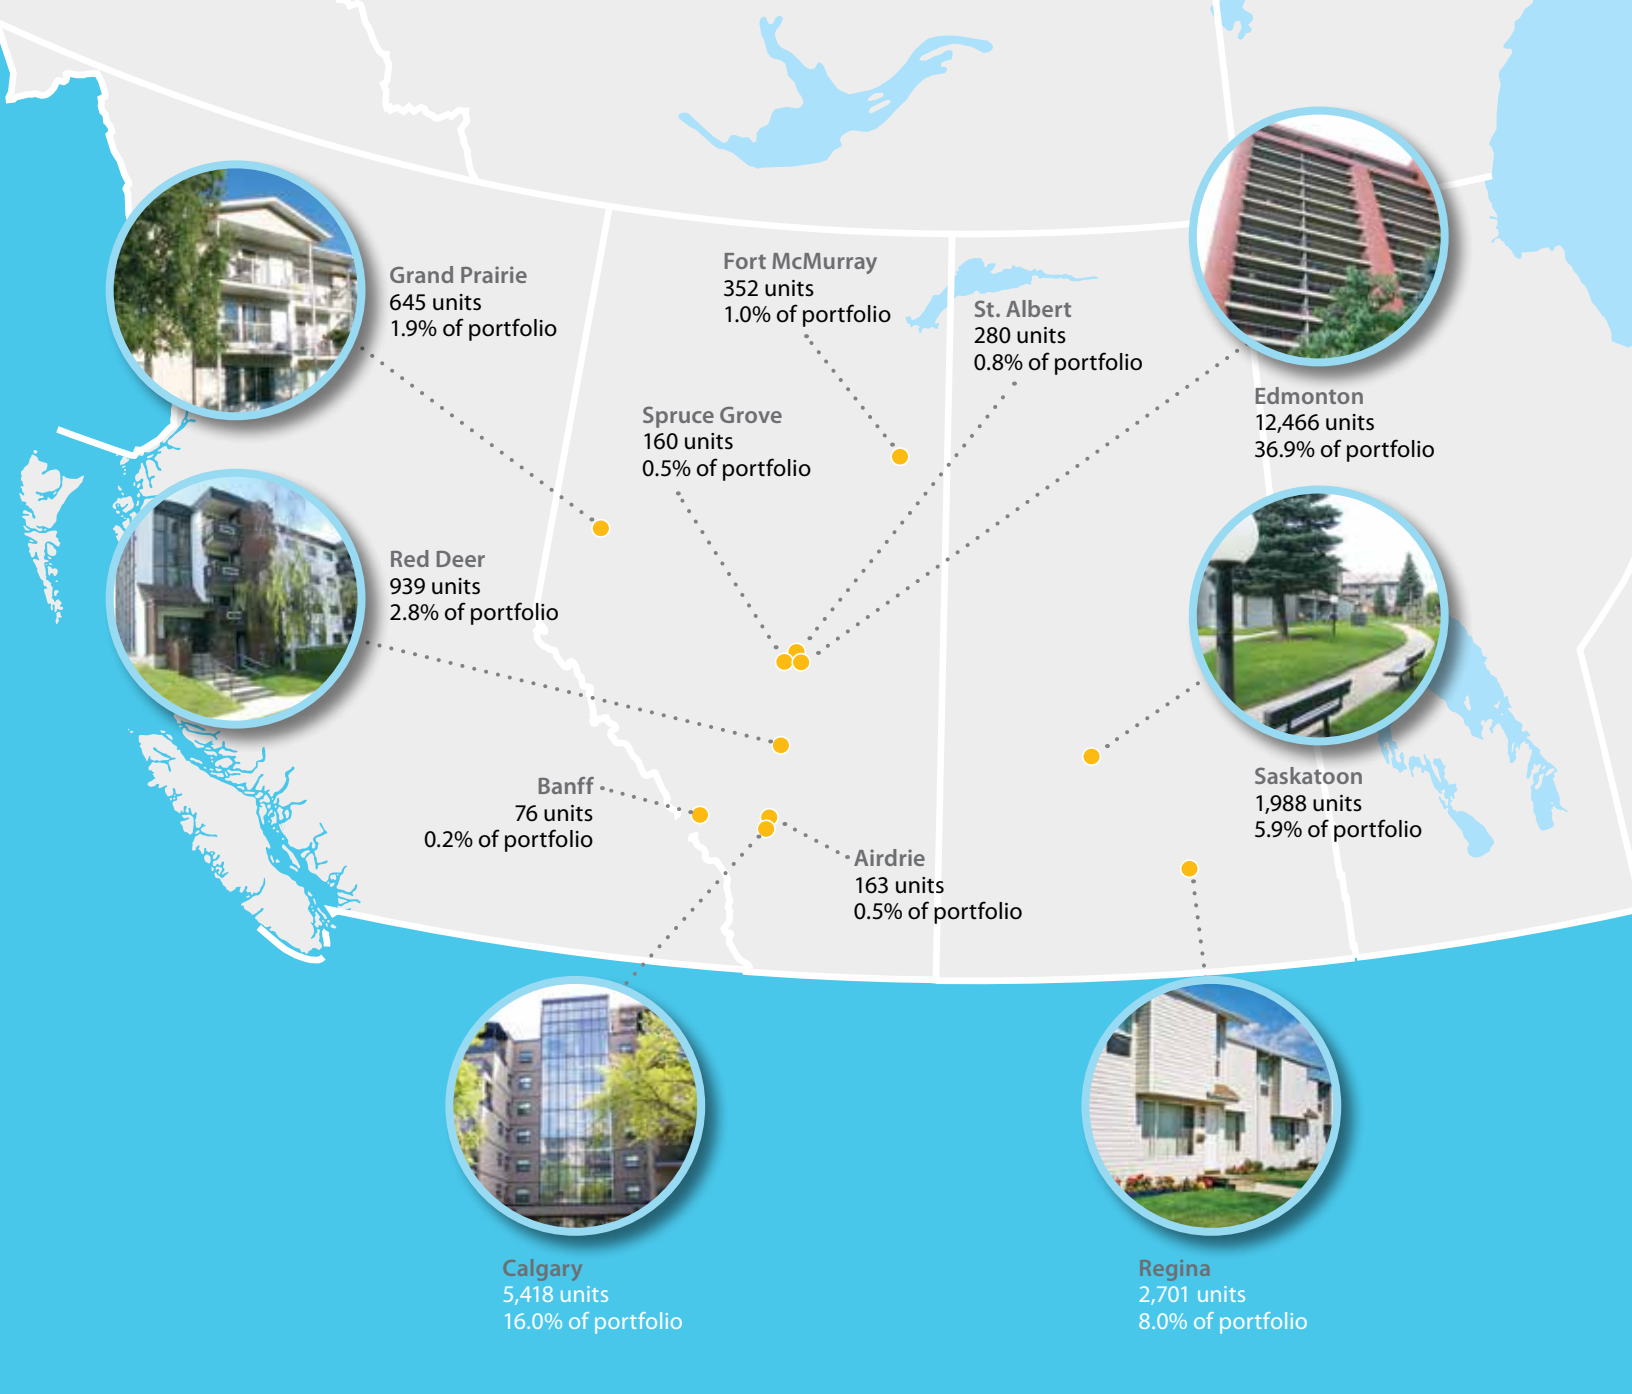 Grand Prairie
645 units
1.9% of portfolio
Fort McMurray
352 units
1.0% of portfolio
St. Albert
280 units
0.8% of portfolio
Edmonton
12,466 units
36.9% of portfolio
Spruce Grove
160 units
0.5% of portfolio
Red Deer
939 units
2.8% of portfolio
Banff
76 units
0.2% of portfolio
Saskatoon
1,988 units
5.9% of portfolio
Airdrie
163 units
0.5% of portfolio
Calgary
5,418 units
16.0% of portfolio
Regina
2,701 units
8.0% of portfolio